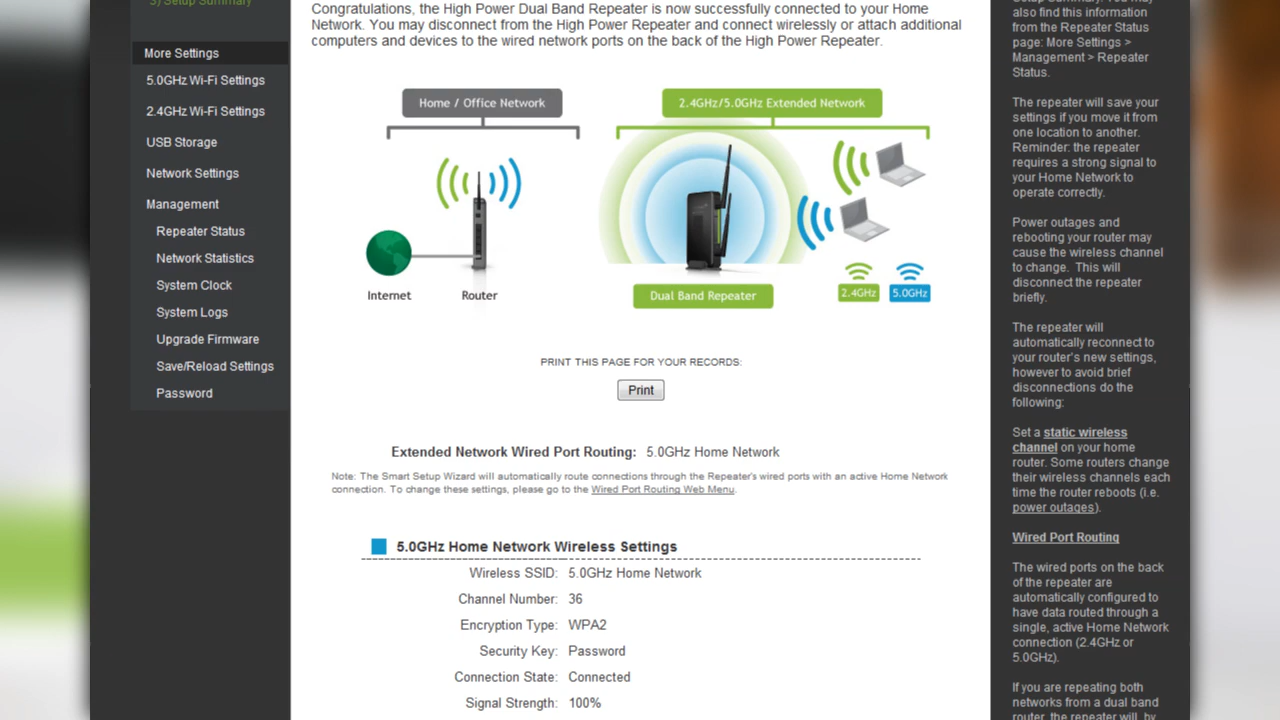 3) Setup Summary
More Settings
5.0GHz Wi-Fi Settings
2.4GHz Wi-Fi Settings
USB Storage
Network Settings
Management
Repeater Status
Network Statistics
System Clock
System Logs
Upgrade Firmware
Save/Reload Settings
Password
Congratulations, the High Power Dual Band Repeater is now successfully connected to your Home
Network. You may disconnect from the High Power Repeater and connect wirelessly or attach additional
computers and devices to the wired network ports on the back of the High Power Repeater.
Home / Office Network
2.4GHz/5.0GHz Extended Network
Internet
Router
Dual Band Repeater
2.4GHz
5.0GHz
PRINT THIS PAGE FOR YOUR RECORDS:
Print
Extended Network Wired Port Routing: 5.0GHz Home Network
Note: The Smart Setup Wizard will automatically route connections through the Repeater's wired ports with an active Home Network
connection. To change these settings, please go to the Wired Port Routing Web Menu.
5.0GHz Home Network Wireless Settings
Wireless SSID: 5.0GHz Home Network
Channel Number: 36
Encryption Type: WPA2
Security Key: Password
Connection State: Connected
Signal Strength: 100%
Setup Summary. You may
also find this information
from the Repeater Status
page: More Settings >
Management > Repeater
Status.
The repeater will save your
settings if you move it from
one location to another.
Reminder: the repeater
requires a strong signal to
your Home Network to
operate correctly.
Power outages and
rebooting your router may
cause the wireless channel
to change. This will
disconnect the repeater
briefly.
The repeater will
automatically reconnect to
your router's new settings,
however to avoid brief
disconnections do the
following:
Set a static wireless
channel on your home
router. Some routers change
their wireless channels each
time the router reboots (i.e.
power outages).
Wired Port Routing
The wired ports on the back
of the repeater are
automatically configured to
have data routed through a
single, active Home Network
connection (2.4GHz or
5.0GHz).
If you are repeating both
networks from a dual band
router, the repeater will, by